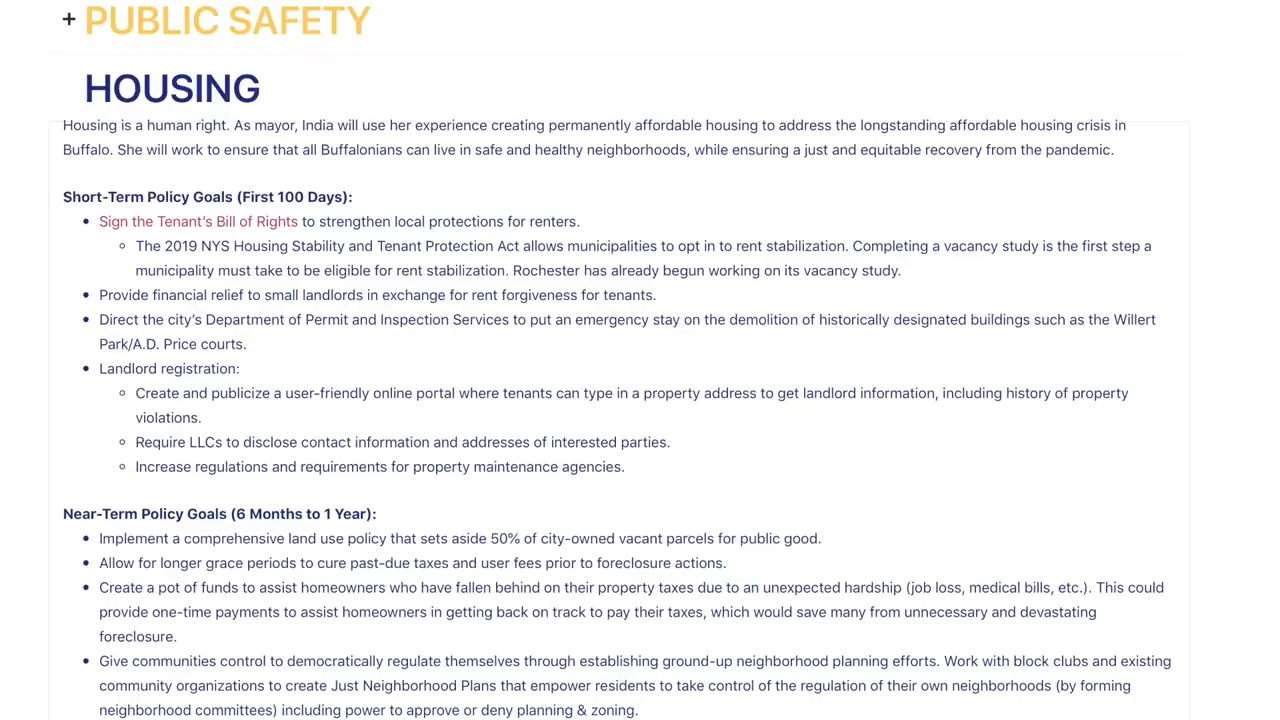 + PUBLIC SAFETY
HOUSING
Housing is a human right. As mayor, India will use her experience creating permanently affordable housing to address the longstanding affordable housing crisis in
Buffalo. She will work to ensure that all Buffalonians can live in safe and healthy neighborhoods, while ensuring a just and equitable recovery from the pandemic.
Short-Term Policy Goals (First 100 Days):
• Sign the Tenant’s Bill of Rights to strengthen local protections for renters.
◦ The 2019 NYS Housing Stability and Tenant Protection Act allows municipalities to opt in to rent stabilization. Completing a vacancy study is the first step a
municipality must take to be eligible for rent stabilization. Rochester has already begun working on its vacancy study.
• Provide financial relief to small landlords in exchange for rent forgiveness for tenants.
• Direct the city’s Department of Permit and Inspection Services to put an emergency stay on the demolition of historically designated buildings such as the Willert
Park/A.D. Price courts.
• Landlord registration:
◦ Create and publicize a user-friendly online portal where tenants can type in a property address to get landlord information, including history of property
violations.
◦ Require LLCs to disclose contact information and addresses of interested parties.
◦ Increase regulations and requirements for property maintenance agencies.
Near-Term Policy Goals (6 Months to 1 Year):
• Implement a comprehensive land use policy that sets aside 50% of city-owned vacant parcels for public good.
• Allow for longer grace periods to cure past-due taxes and user fees prior to foreclosure actions.
• Create a pot of funds to assist homeowners who have fallen behind on their property taxes due to an unexpected hardship (job loss, medical bills, etc.). This could
provide one-time payments to assist homeowners in getting back on track to pay their taxes, which would save many from unnecessary and devastating
foreclosure.
• Give communities control to democratically regulate themselves through establishing ground-up neighborhood planning efforts. Work with block clubs and existing
community organizations to create Just Neighborhood Plans that empower residents to take control of the regulation of their own neighborhoods (by forming
neighborhood committees) including power to approve or deny planning & zoning.